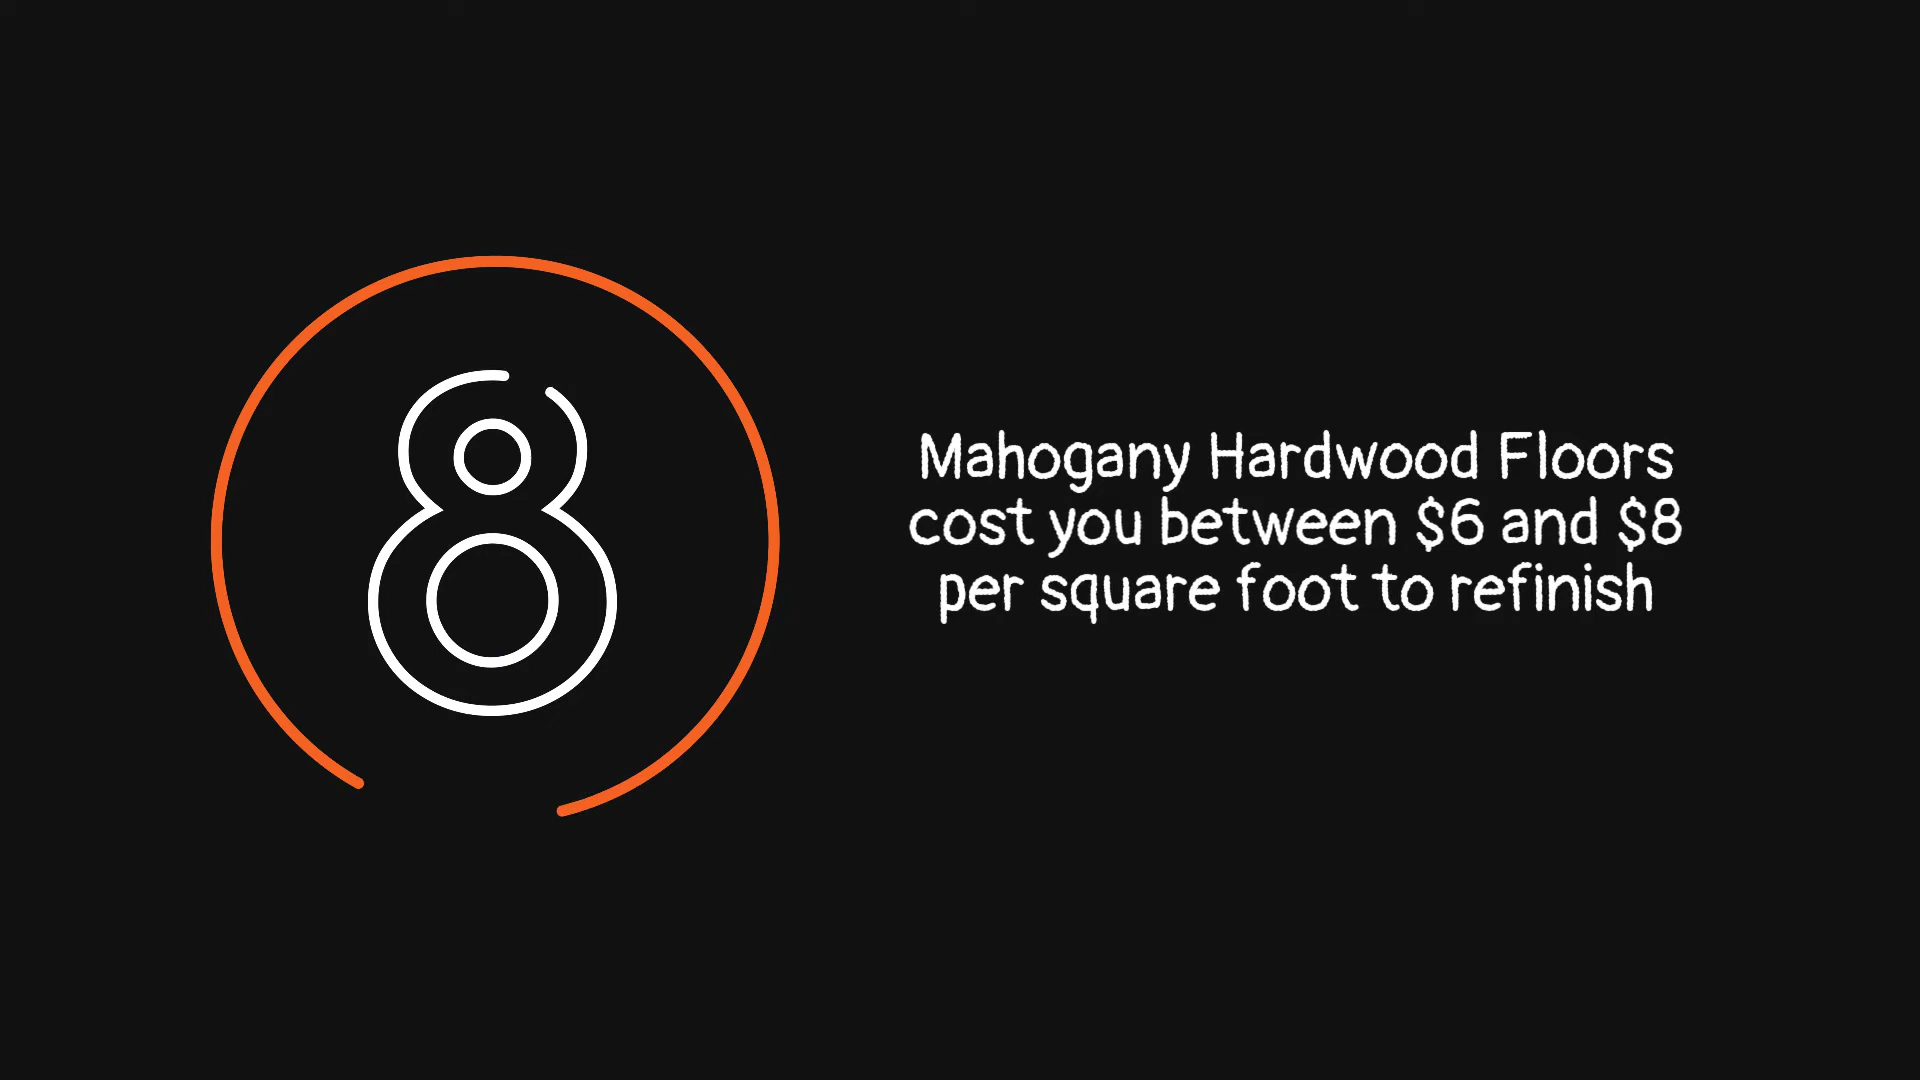 8
Mahogany Hardwood Floors
cost you between $6 and $8
per square foot to refinish